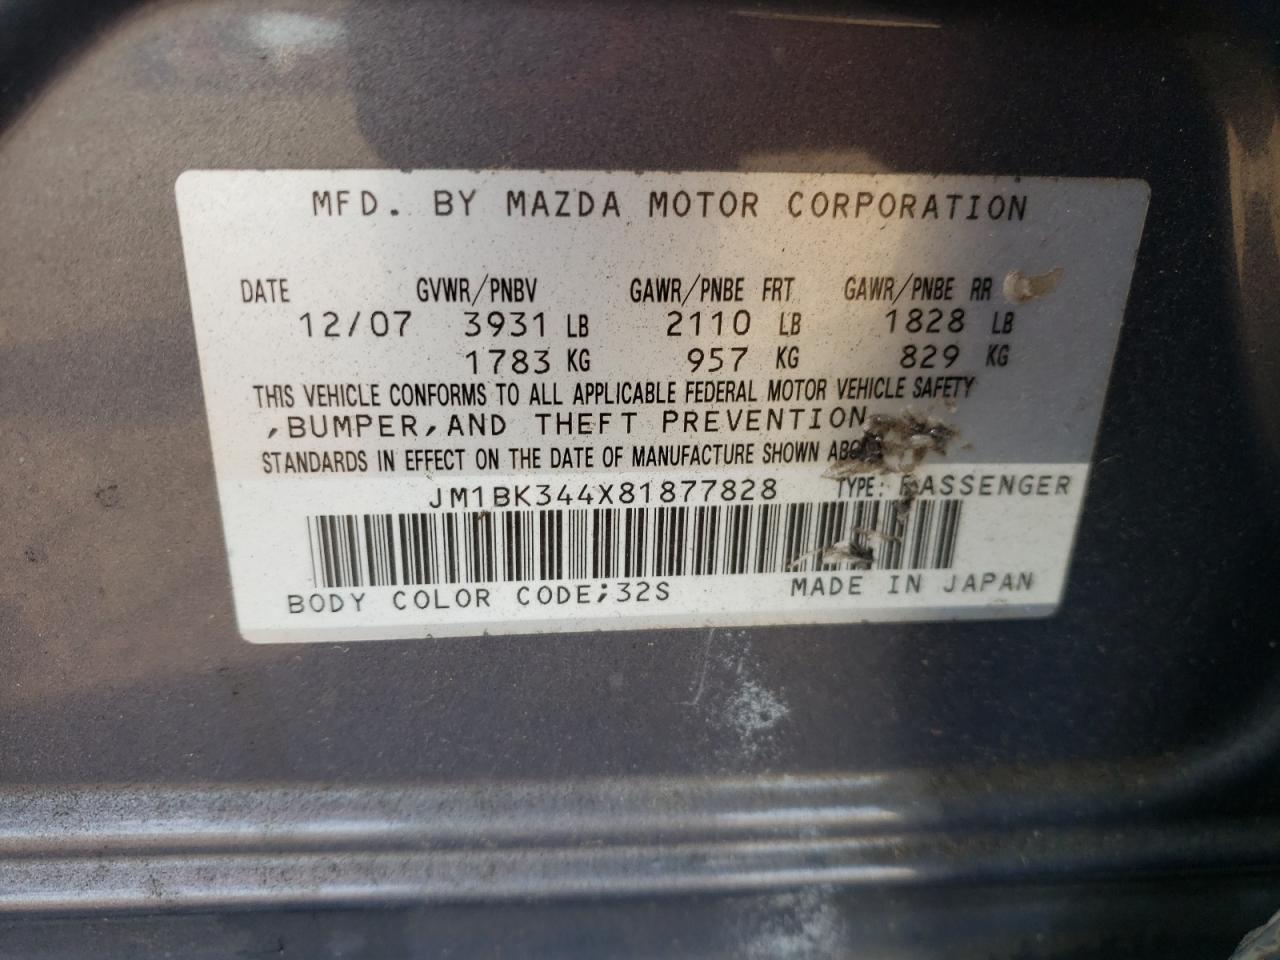 MFD. BY MAZDA MOTOR CORPORATION
DATE GVWR/PNBV GAWR/PNBE FRT GAWR/PNBE RR
12/07 3931 LB 2110 LB 1828 LB
1783 KG 957 KG 829 KG
THIS VEHICLE CONFORMS TO ALL APPLICABLE FEDERAL MOTOR VEHICLE SAFETY
,BUMPER,AND THEFT PREVENTION
STANDARDS IN EFFECT ON THE DATE OF MANUFACTURE SHOWN ABOVE
JM1BK344X81877828 TYPE: PASSENGER
BODY COLOR CODE;32S MADE IN JAPAN